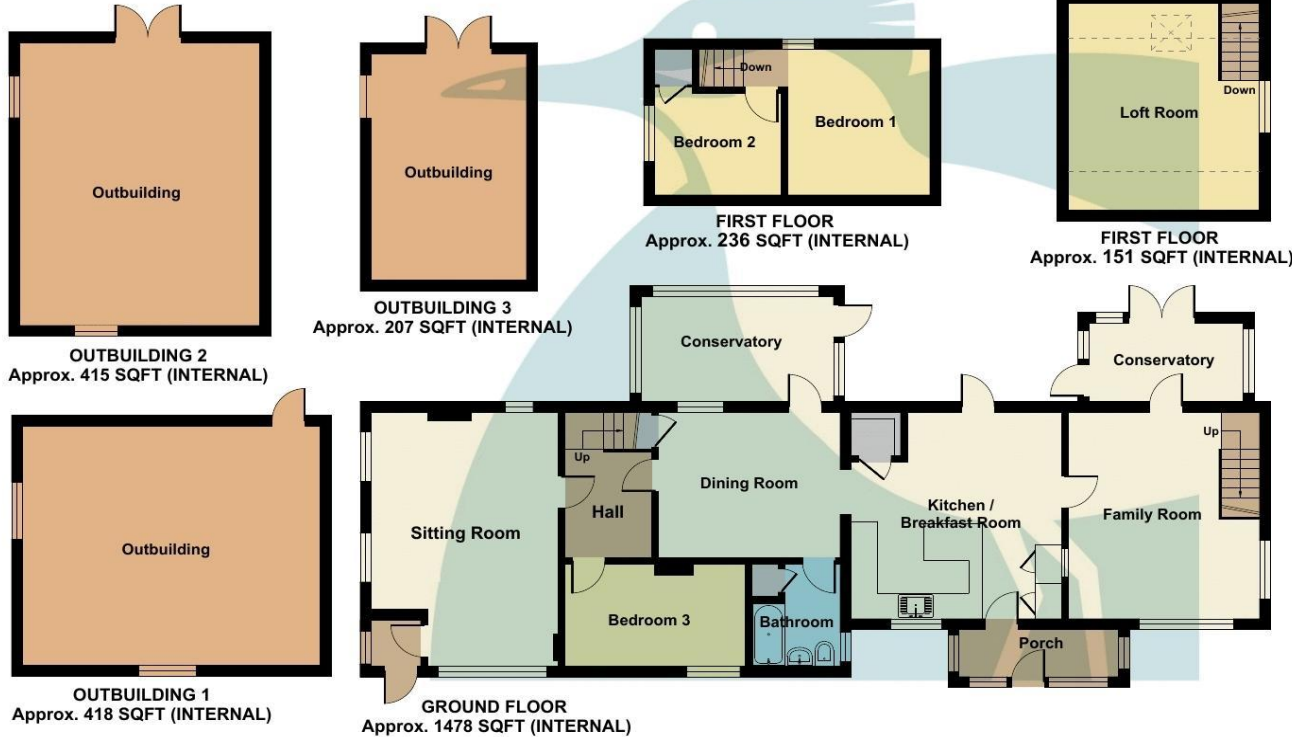 Outbuilding
OUTBUILDING 2
Approx. 415 SQFT (INTERNAL)
Outbuilding
OUTBUILDING 3
Approx. 207 SQFT (INTERNAL)
Down
Bedroom 2
Bedroom 1
FIRST FLOOR
Approx. 236 SQFT (INTERNAL)
Loft Room
Down
FIRST FLOOR
Approx. 151 SQFT (INTERNAL)
Outbuilding
OUTBUILDING 1
Approx. 418 SQFT (INTERNAL)
Conservatory
Conservatory
Up
Up
Sitting Room
Hall
Dining Room
Kitchen /
Breakfast Room
Family Room
Bedroom 3
Bathroom
Porch
GROUND FLOOR
Approx. 1478 SQFT (INTERNAL)